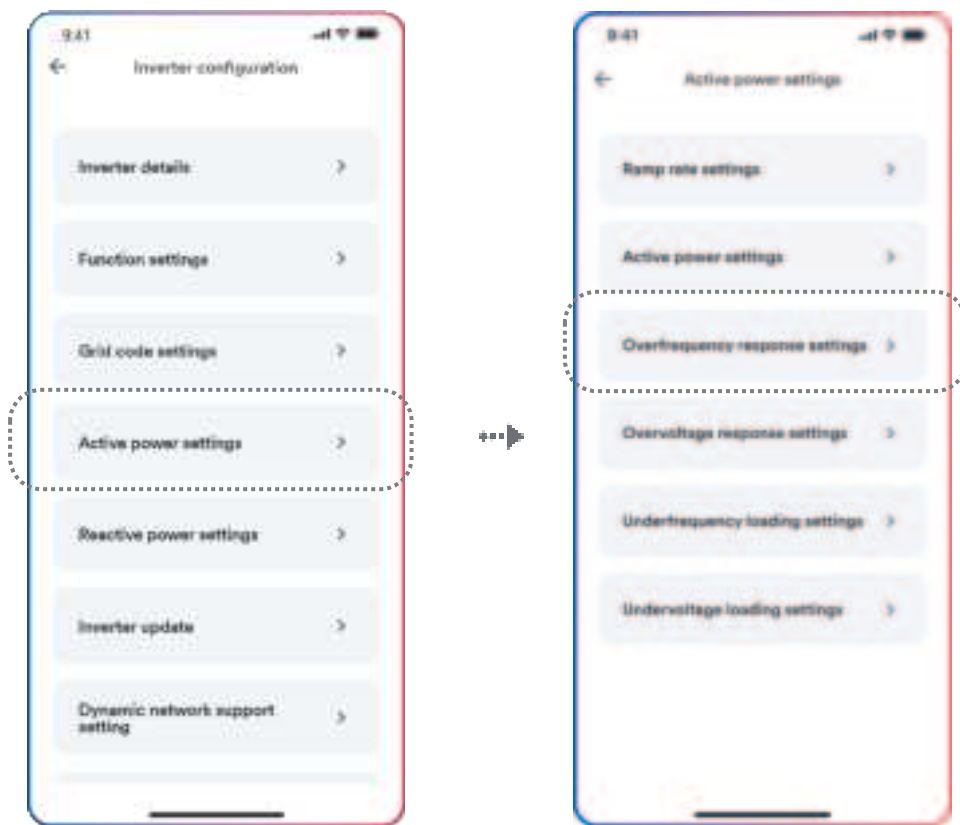 9:41
Inverter configuration
Inverter details
Function settings
Grid code settings
Active power settings
Reactive power settings
Inverter update
Dynamic network support
setting
9:41
Active power settings
Ramp rate settings
Active power settings
Overfrequency response settings
Overvoltage response settings
Underfrequency loading settings
Undervoltage loading settings